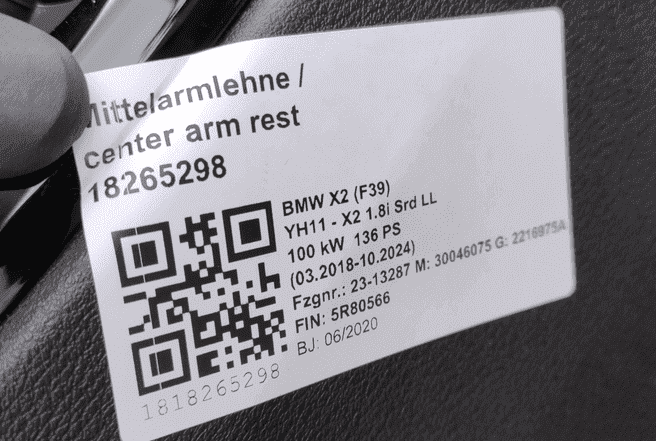 Mittelarmlehne /
center arm rest
18265298
BMW X2 (F39)
YH11 - X2 1.8i Srd LL
100 kW 136 PS
(03.2018-10.2024)
Fzgnr.: 23-13287 M: 30046075 G: 2216975A
FIN: 5R80566
BJ: 06/2020
1818265298